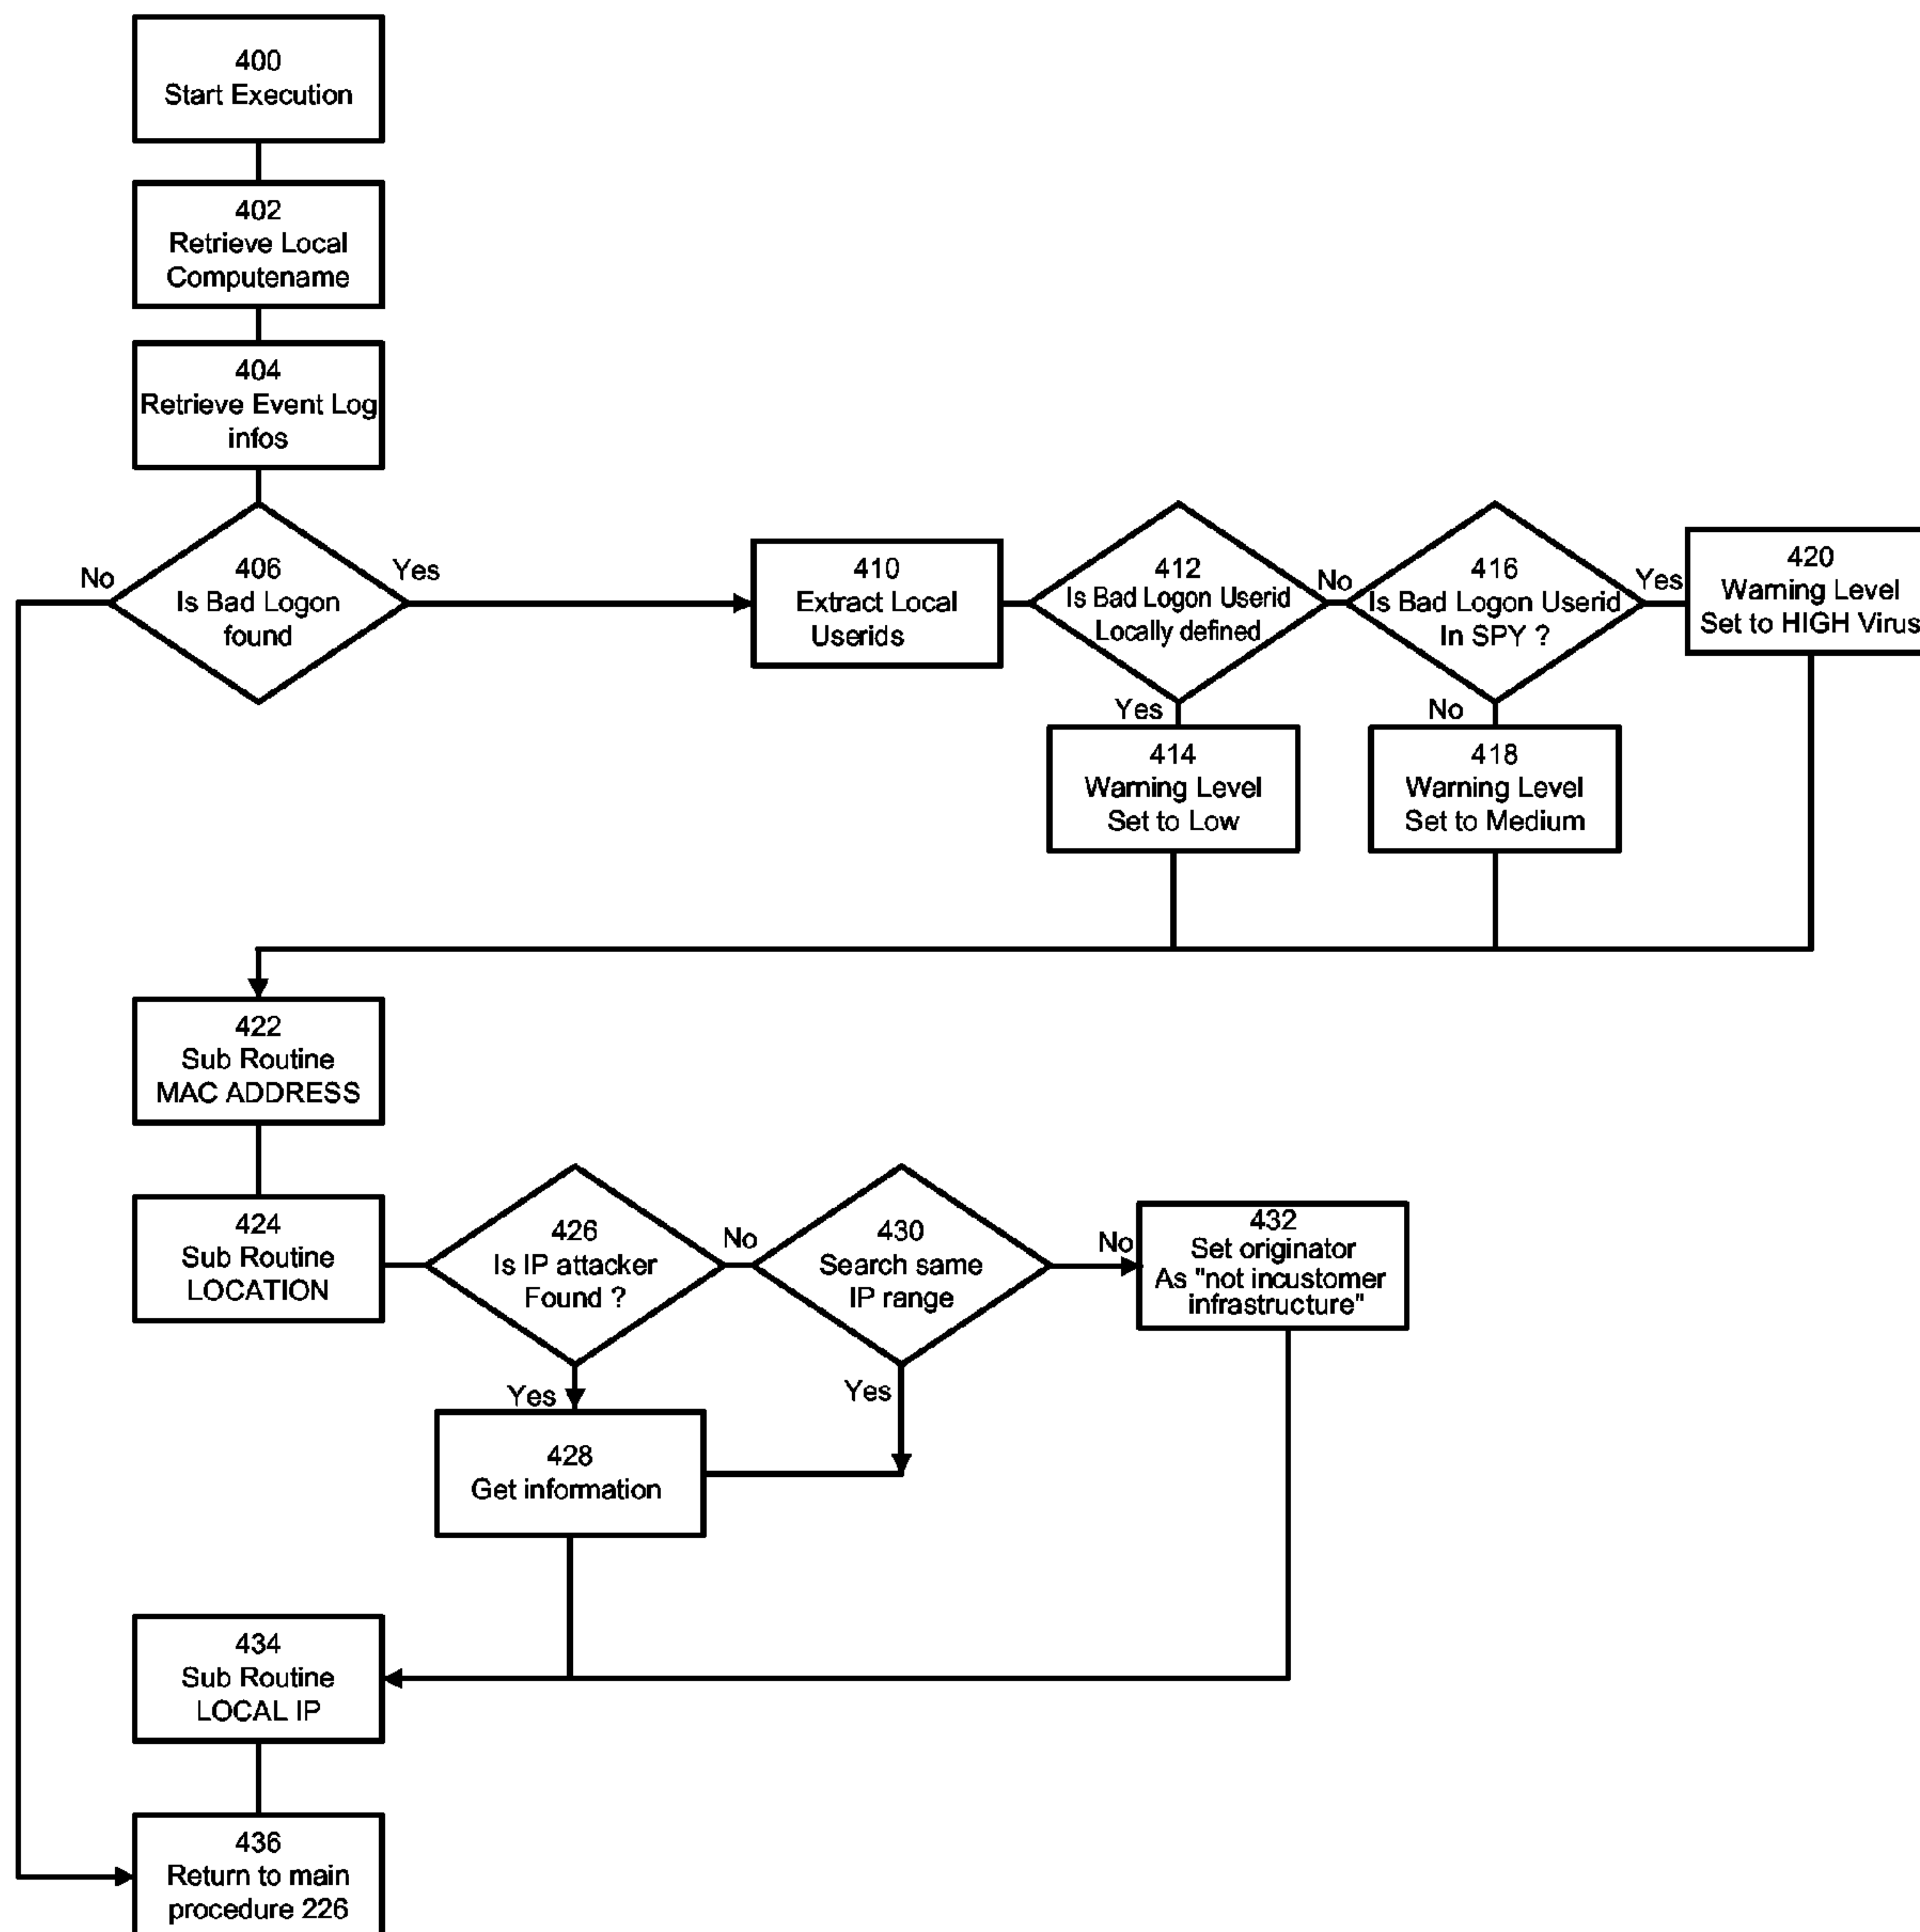 400
Start Execution
402
Retrieve Local
Computename
404
Retrieve Event Log
infos
No
406
Is Bad Logon
found
Yes
410
Extract Local
Userids
412
Is Bad Logon Userid
Locally defined
No
416
Is Bad Logon Userid
In SPY ?
Yes
420
Warning Level
Set to HIGH Virus
Yes
414
Warning Level
Set to Low
No
418
Warning Level
Set to Medium
422
Sub Routine
MAC ADDRESS
424
Sub Routine
LOCATION
426
Is IP attacker
Found ?
No
430
Search same
IP range
No
432
Set originator
As "not incustomer
infrastructure"
Yes
428
Get information
Yes
434
Sub Routine
LOCAL IP
436
Return to main
procedure 226